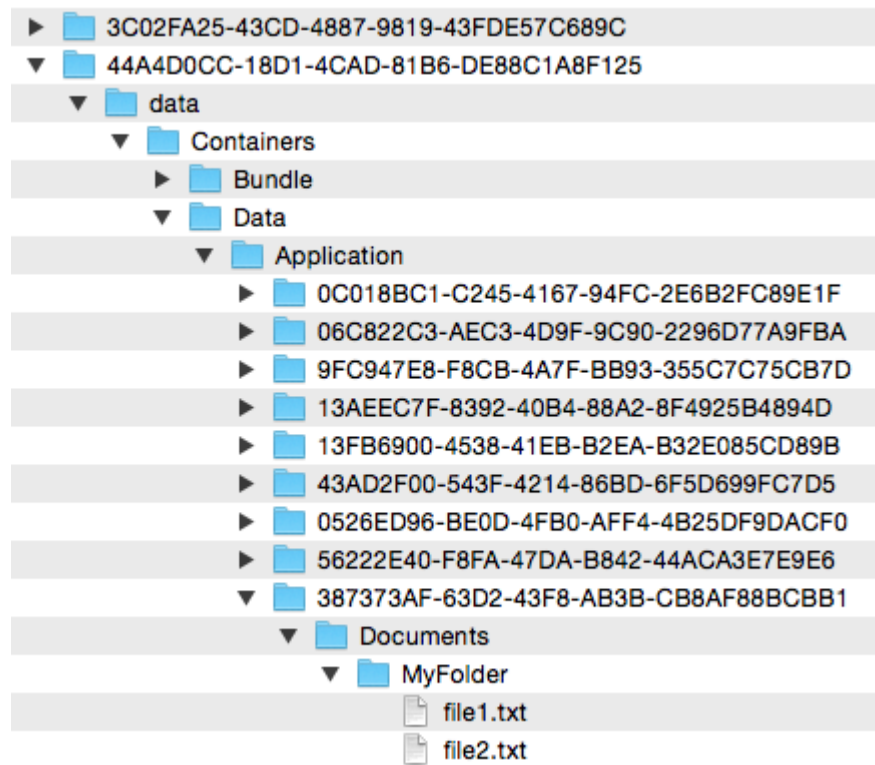 3C02FA25-43CD-4887-9819-43FDE57C689C
44A4D0CC-18D1-4CAD-81B6-DE88C1A8F125
data
Containers
Bundle
Data
Application
0C018BC1-C245-4167-94FC-2E6B2FC89E1F
06C822C3-AEC3-4D9F-9C90-2296D77A9FBA
9FC947E8-F8CB-4A7F-BB93-355C7C75CB7D
13AEEC7F-8392-40B4-88A2-8F4925B4894D
13FB6900-4538-41EB-B2EA-B32E085CD89B
43AD2F00-543F-4214-86BD-6F5D699FC7D5
0526ED96-BE0D-4FB0-AFF4-4B25DF9DACF0
56222E40-F8FA-47DA-B842-44ACA3E7E9E6
387373AF-63D2-43F8-AB3B-CB8AF88BCBB1
Documents
MyFolder
file1.txt
file2.txt